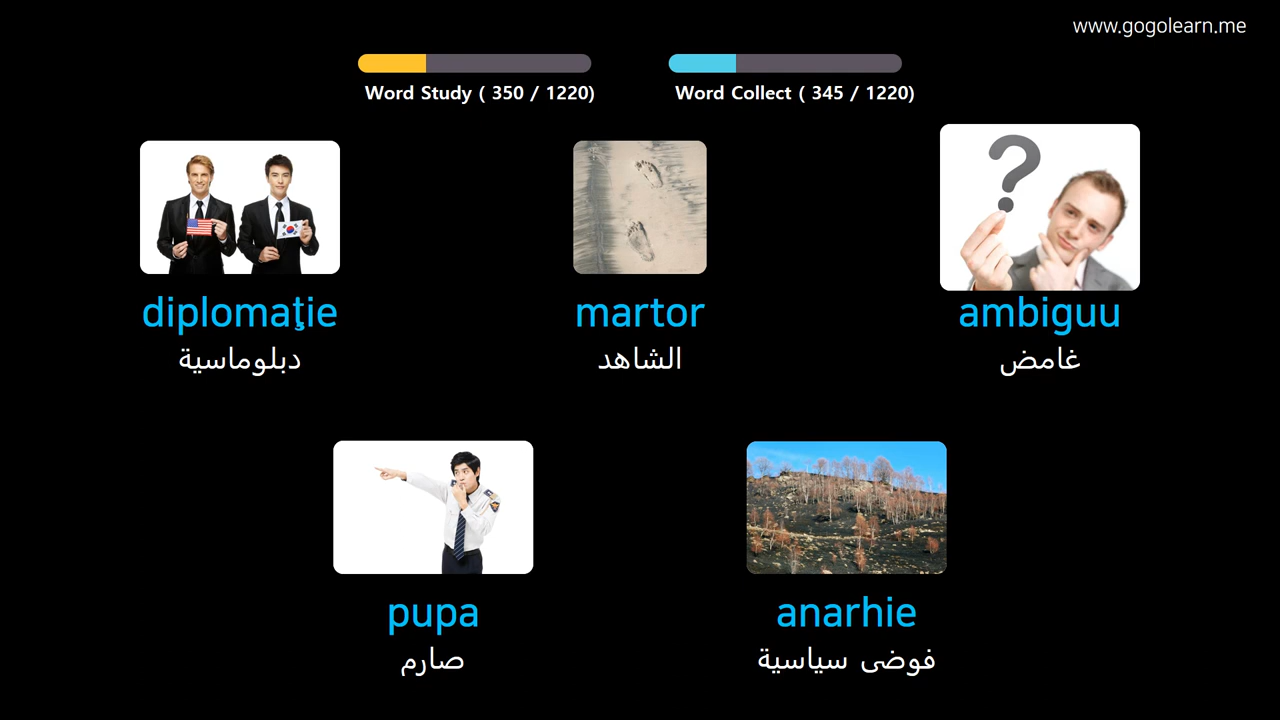 www.gogolearn.me
Word Study ( 350 / 1220)
Word Collect ( 345 / 1220)
diplomaţie
دبلوماسية
martor
الشاهد
ambiguu
غامض
pupa
صارم
anarhie
فوضى سياسية